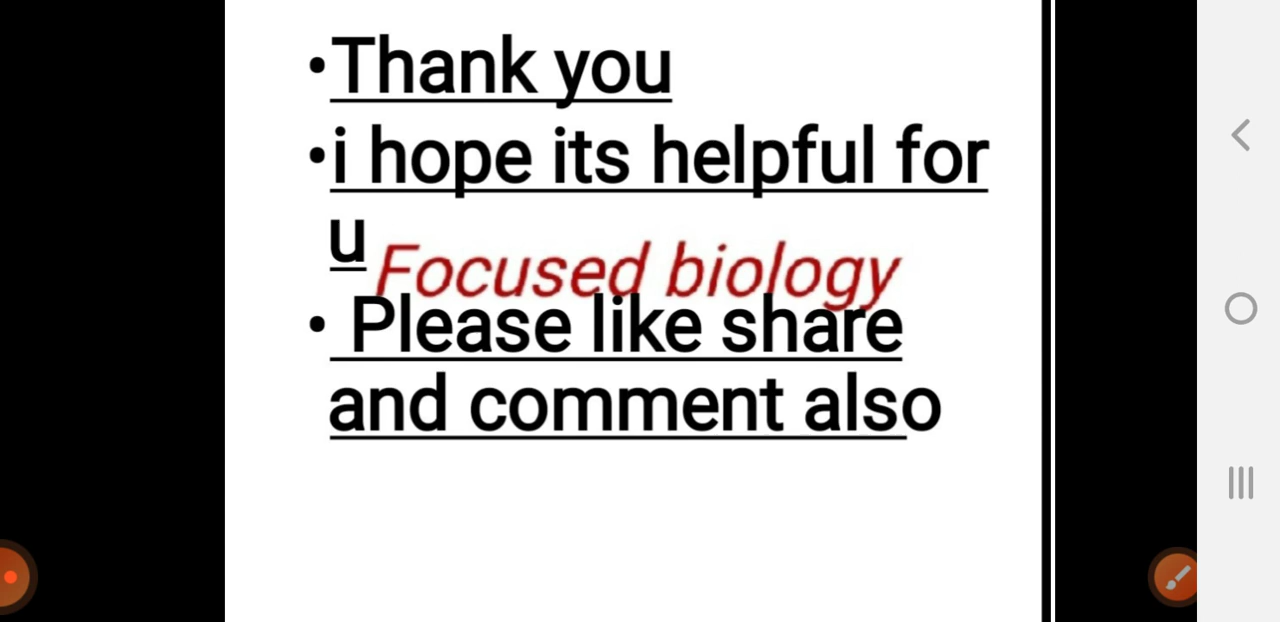 •Thank you
•i hope its helpful for
u
Focused biology
• Please like share
and comment also